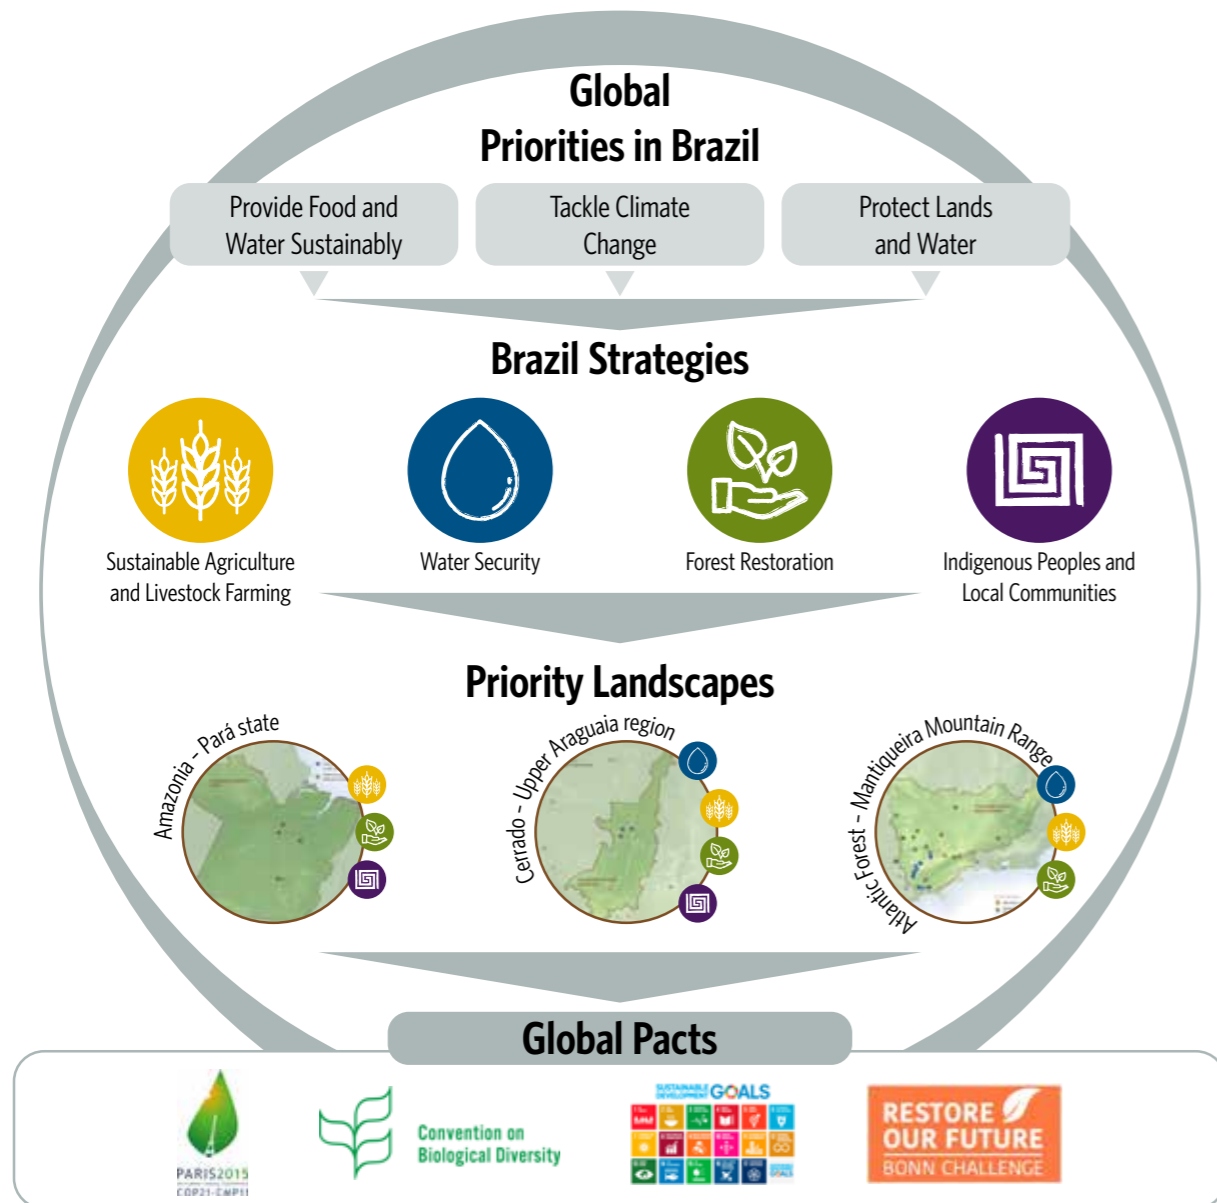 Global
Priorities in Brazil
Provide Food and
Water Sustainably
Tackle Climate
Change
Protect Lands
and Water
Brazil Strategies
Sustainable Agriculture
and Livestock Farming
Water Security
Forest Restoration
Indigenous Peoples and
Local Communities
Priority Landscapes
Amazonia - Pará state
Cerrado - Upper Araguaia region
Atlantic Forest - Mantiqueira Mountain Range
Global Pacts
PARIS2015
COP21-CMP11
Convention on
Biological Diversity
SUSTAINABLE
DEVELOPMENT
GOALS
RESTORE
OUR FUTURE
BONN CHALLENGE